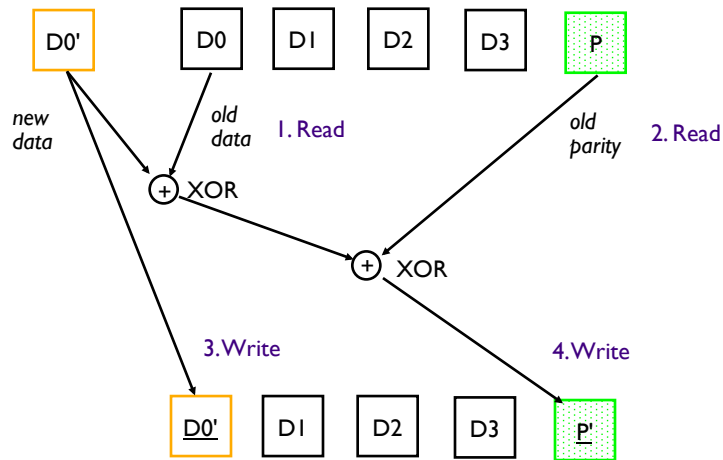 D0' D0 D1 D2 D3 P
new
data
old
data
1. Read
old
parity
2. Read
+ XOR
+ XOR
3. Write
4. Write
D0' D1 D2 D3 P'